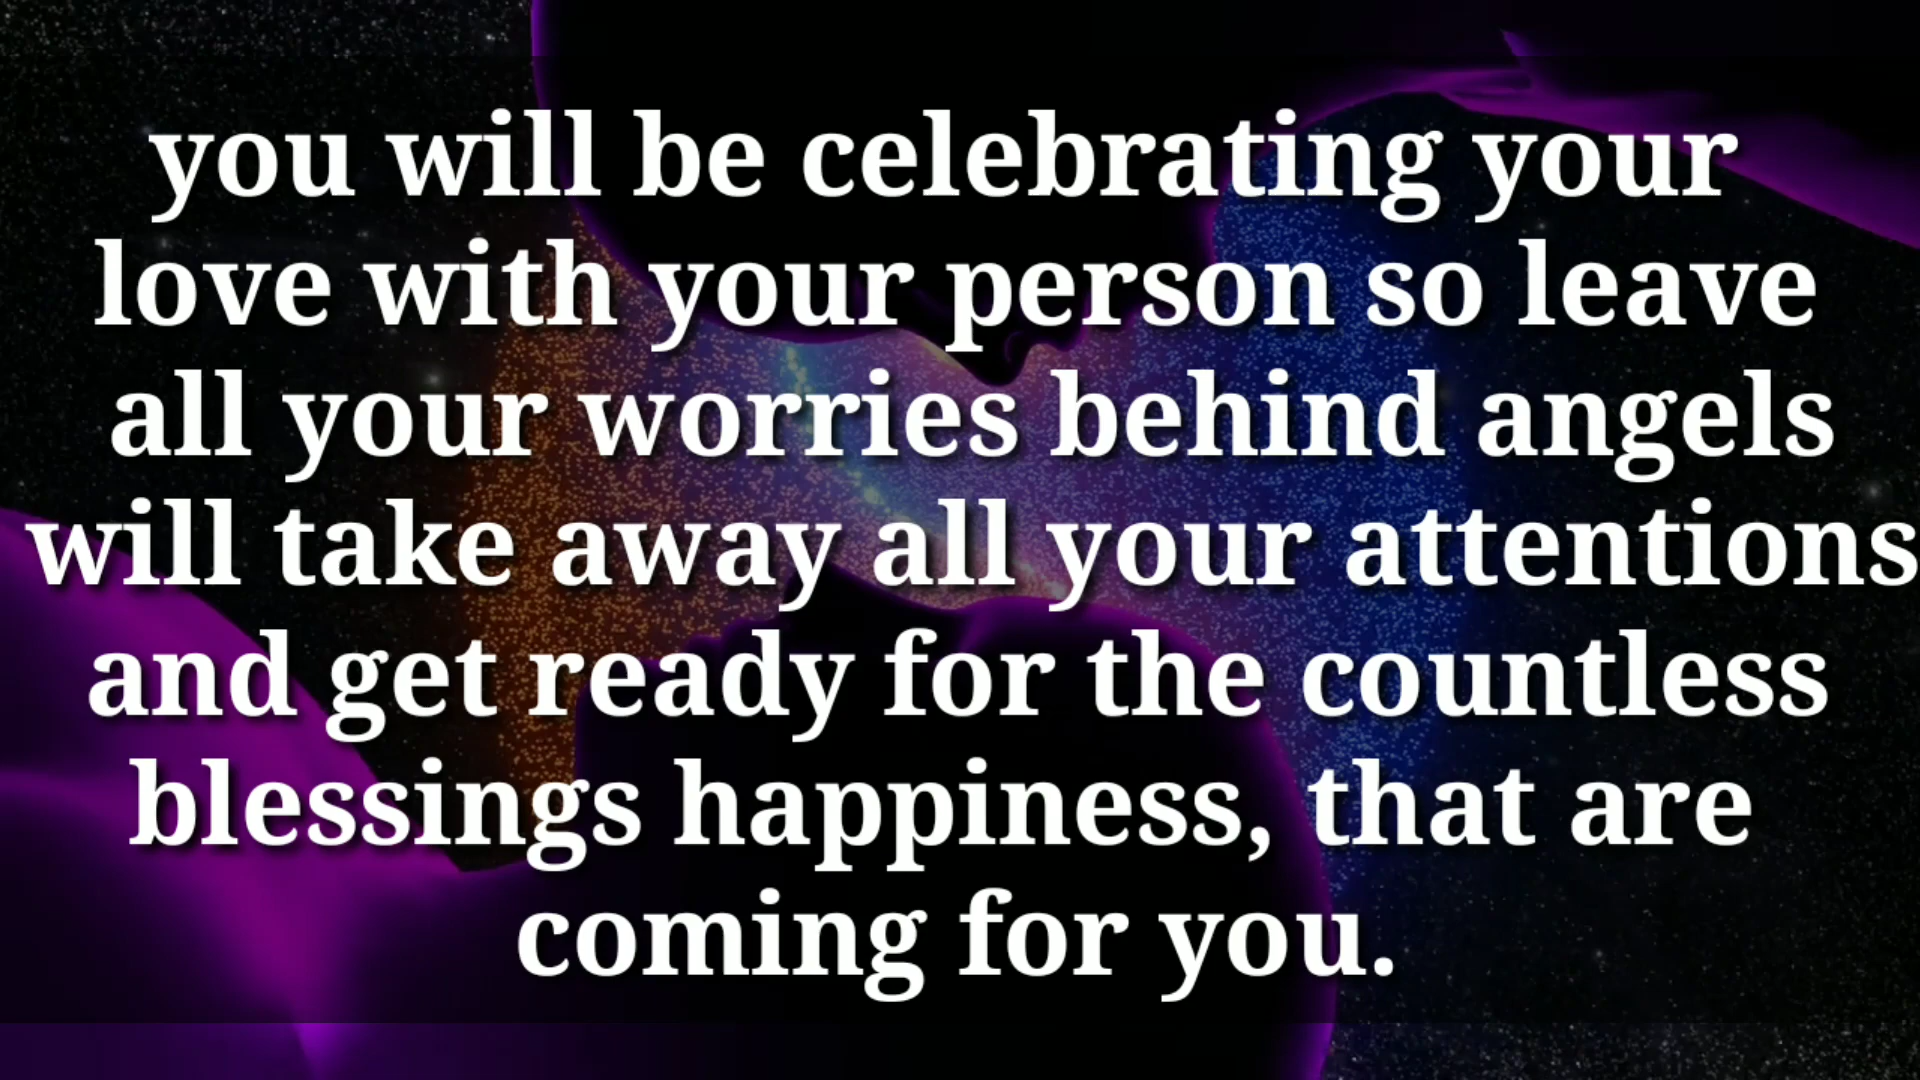 you will be celebrating your
love with your person so leave
all your worries behind angels
will take away all your attentions
and get ready for the countless
blessings happiness, that are
coming for you.